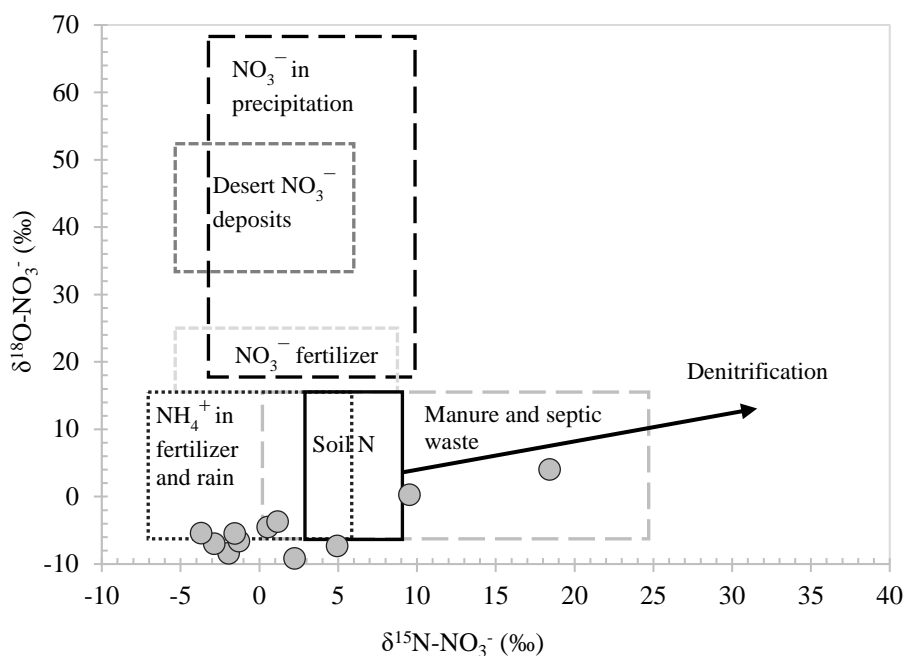 70
60
50
40
30
20
10
0
-10
δ¹⁸O-NO₃⁻ (‰)
NO₃⁻ in
precipitation
Desert NO₃⁻
deposits
NO₃⁻ fertilizer
Denitrification
NH₄⁺ in
fertilizer
and rain
Soil N
Manure and septic
waste
-10 -5 0 5 10 15 20 25 30 35 40
δ¹⁵N-NO₃⁻ (‰)